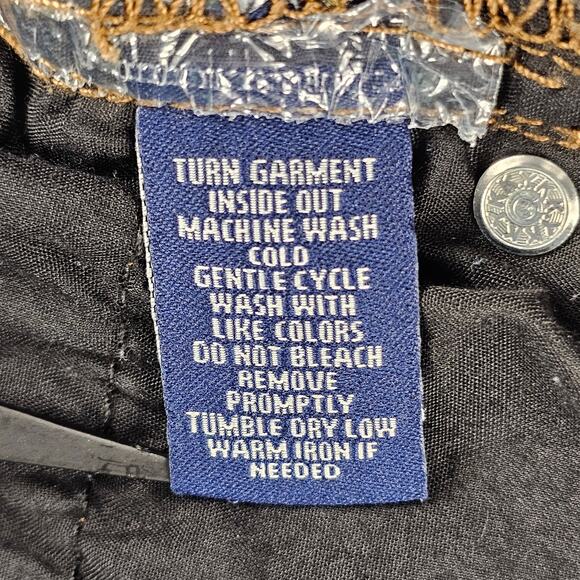 TURN GARMENT
INSIDE OUT
MACHINE WASH
COLD
GENTLE CYCLE
WASH WITH
LIKE COLORS
DO NOT BLEACH
REMOVE
PROMPTLY
TUMBLE DRY LOW
WARM IRON IF
NEEDED